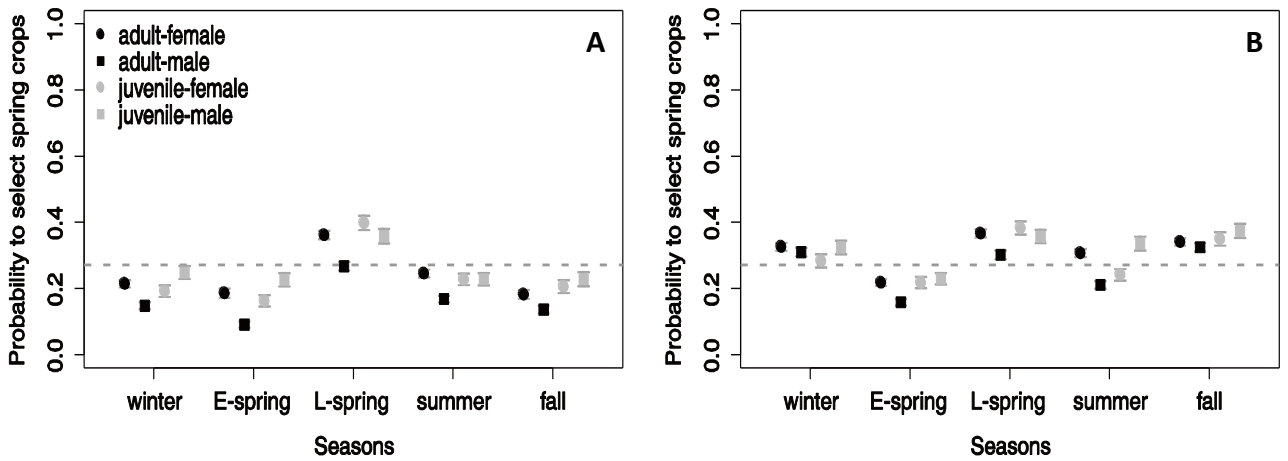 A
adult-female
adult-male
juvenile-female
juvenile-male
Probability to select spring crops
1.0
0.8
0.6
0.4
0.2
0.0
winter E-spring L-spring summer fall
Seasons
B
Probability to select spring crops
1.0
0.8
0.6
0.4
0.2
0.0
winter E-spring L-spring summer fall
Seasons